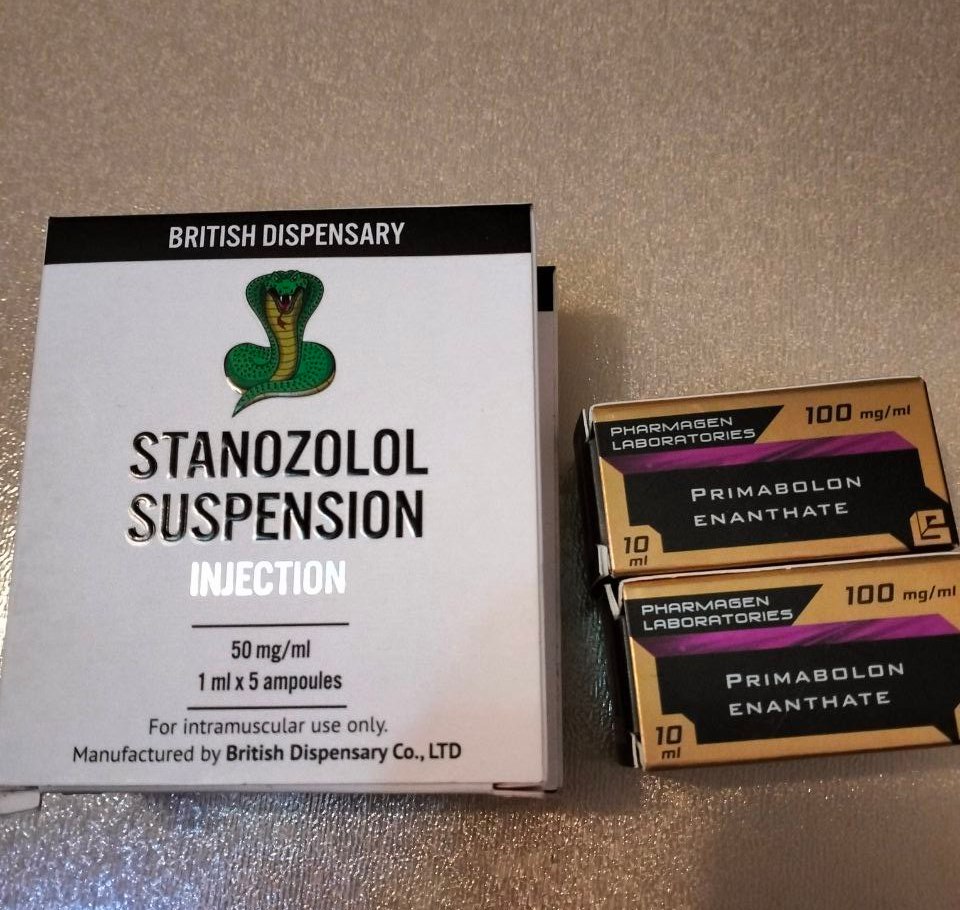 BRITISH DISPENSARY
STANOZOLOL
SUSPENSION
INJECTION
50 mg/ml
1 ml x 5 ampoules
For intramuscular use only.
Manufactured by British Dispensary Co., LTD
PHARMAGEN
LABORATORIES
100 mg/ml
PRIMABOLON
ENANTHATE
10
ml
PHARMAGEN
LABORATORIES
100 mg/ml
PRIMABOLON
ENANTHATE
10
ml